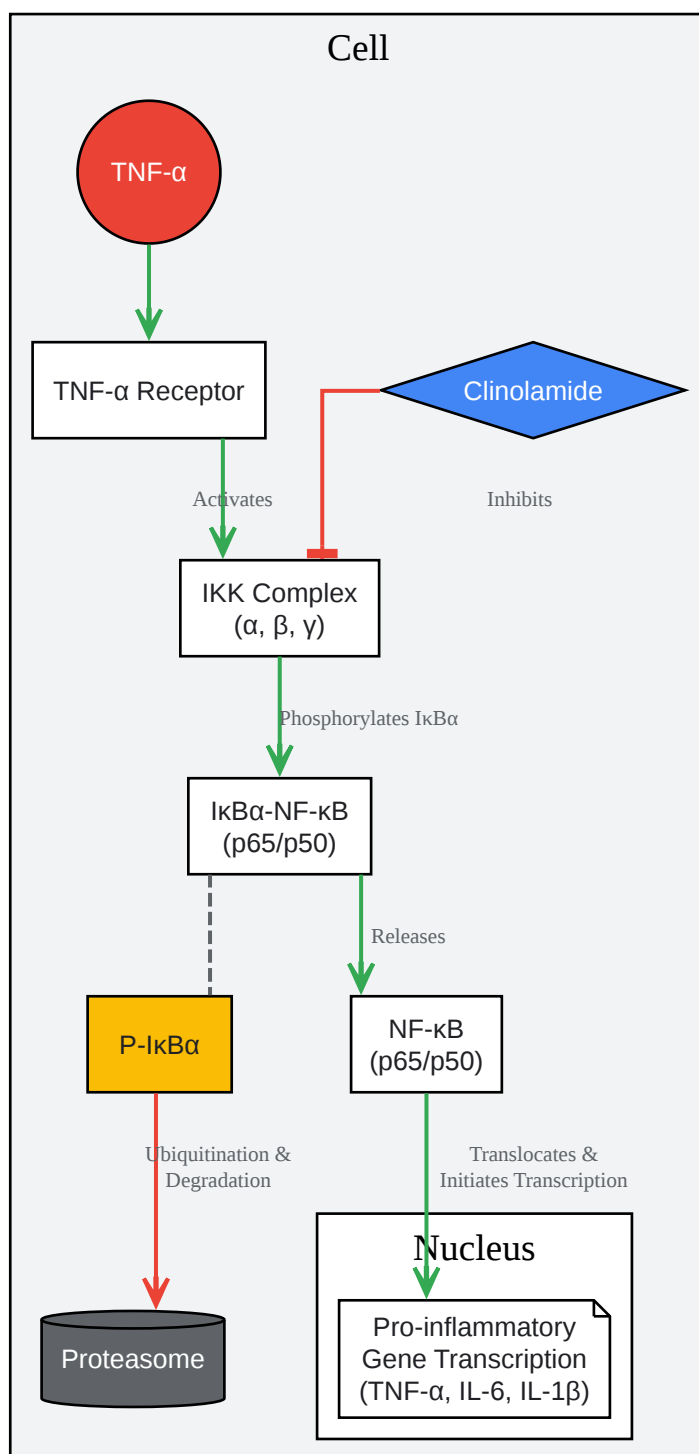 Cell
TNF-α
TNF-α Receptor
Clinolamide
Activates
Inhibits
IKK Complex
(α, β, γ)
Phosphorylates IκBα
IκBα-NF-κB
(p65/p50)
Releases
P-IκBα
NF-κB
(p65/p50)
Ubiquitination &
Degradation
Translocates &
Initiates Transcription
Nucleus
Proteasome
Pro-inflammatory
Gene Transcription
(TNF-α, IL-6, IL-1β)